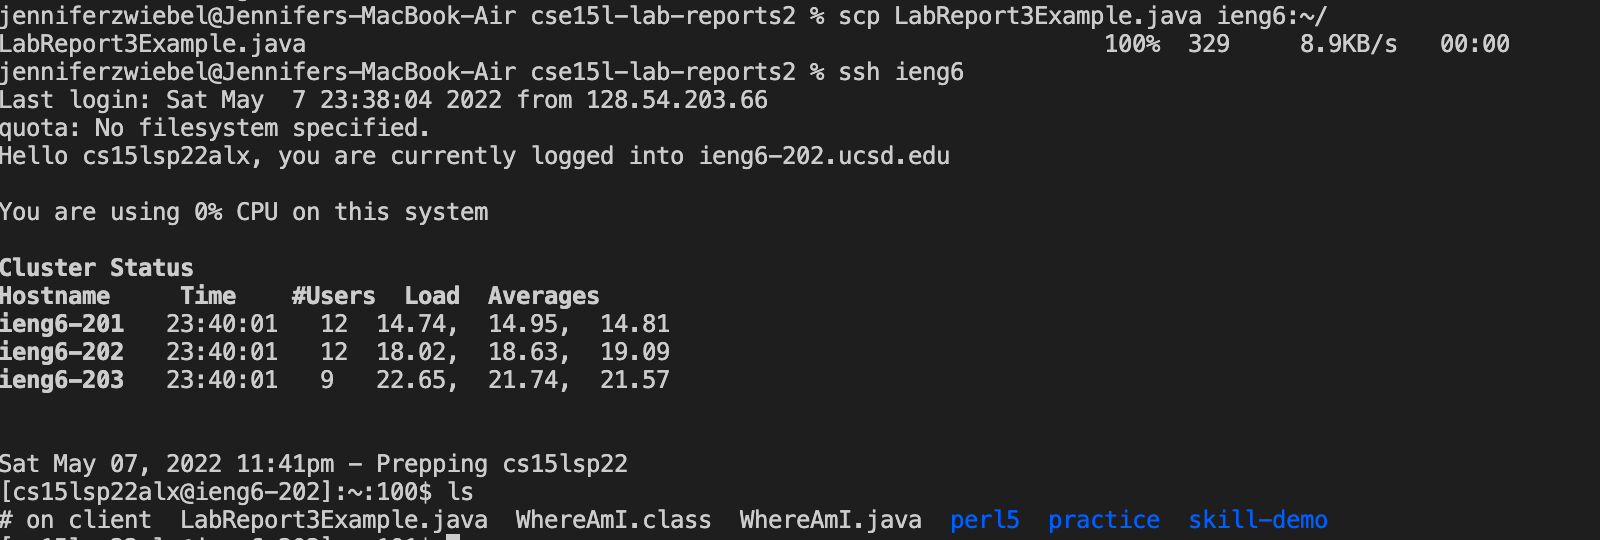 jenniferzwiebel@Jennifers-MacBook-Air cse15l-lab-reports2 % scp LabReport3Example.java ieng6:~/
LabReport3Example.java 100% 329 8.9KB/s 00:00
jenniferzwiebel@Jennifers-MacBook-Air cse15l-lab-reports2 % ssh ieng6
Last login: Sat May  7 23:38:04 2022 from 128.54.203.66
quota: No filesystem specified.
Hello cs15lsp22alx, you are currently logged into ieng6-202.ucsd.edu
You are using 0% CPU on this system
Cluster Status
Hostname Time #Users Load Averages
ieng6-201 23:40:01 12 14.74, 14.95, 14.81
ieng6-202 23:40:01 12 18.02, 18.63, 19.09
ieng6-203 23:40:01 9 22.65, 21.74, 21.57
Sat May 07, 2022 11:41pm - Prepping cs15lsp22
[cs15lsp22alx@ieng6-202]:~:100$ ls
# on client LabReport3Example.java WhereAmI.class WhereAmI.java perl5 practice skill-demo